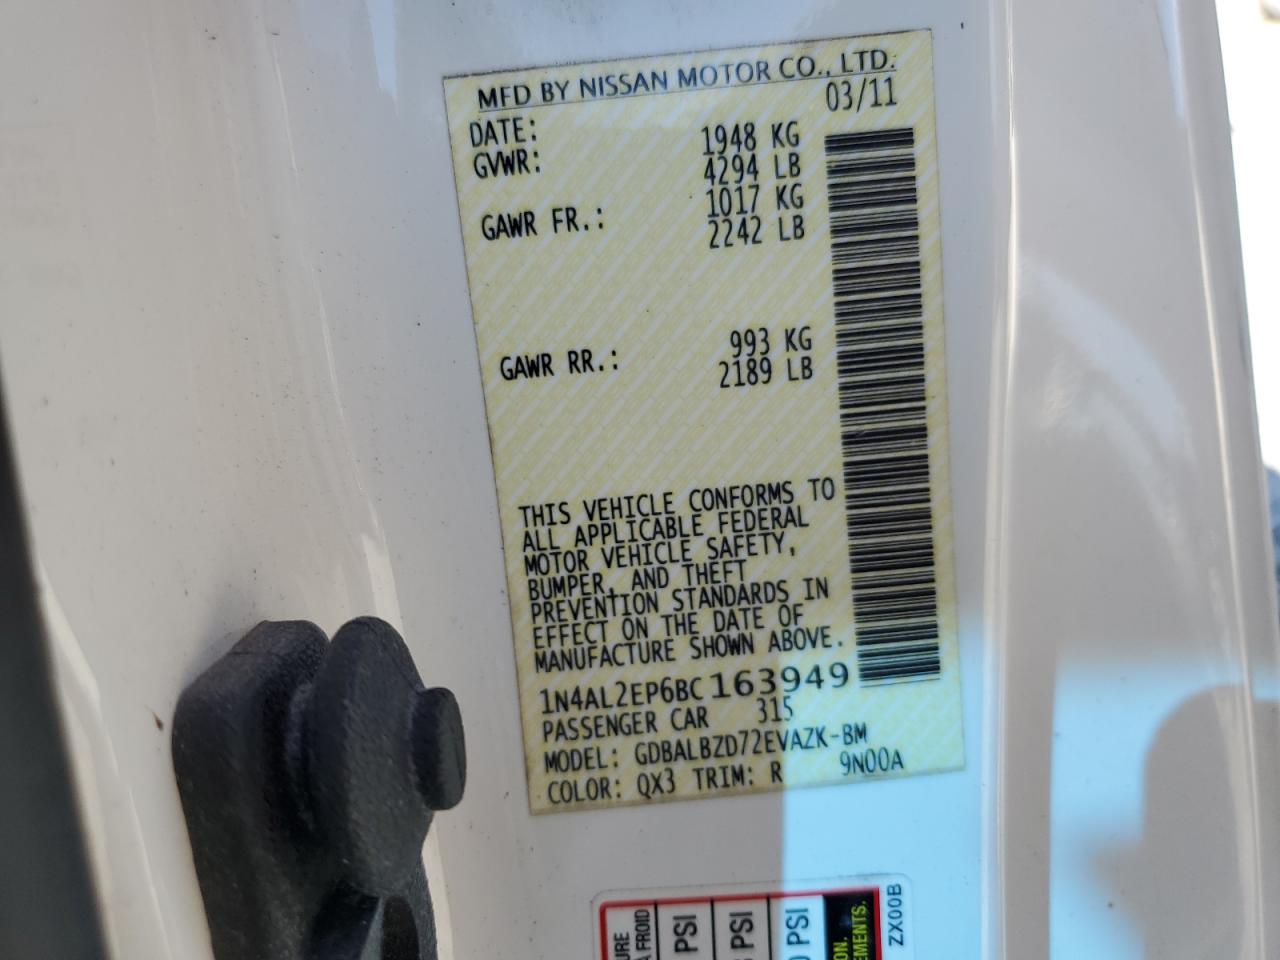 MFD BY NISSAN MOTOR CO., LTD.
DATE: 03/11
GVWR: 1948 KG
4294 LB
GAWR FR.: 1017 KG
2242 LB
GAWR RR.: 993 KG
2189 LB
THIS VEHICLE CONFORMS TO
ALL APPLICABLE FEDERAL
MOTOR VEHICLE SAFETY,
BUMPER, AND THEFT
PREVENTION STANDARDS IN
EFFECT ON THE DATE OF
MANUFACTURE SHOWN ABOVE.
1N4AL2EP6BC163949
PASSENGER CAR 315
MODEL: GDBALBZD72EVAZK-BM
COLOR: QX3 TRIM: R 9N00A
PSI
PSI
PSI
ZX00B